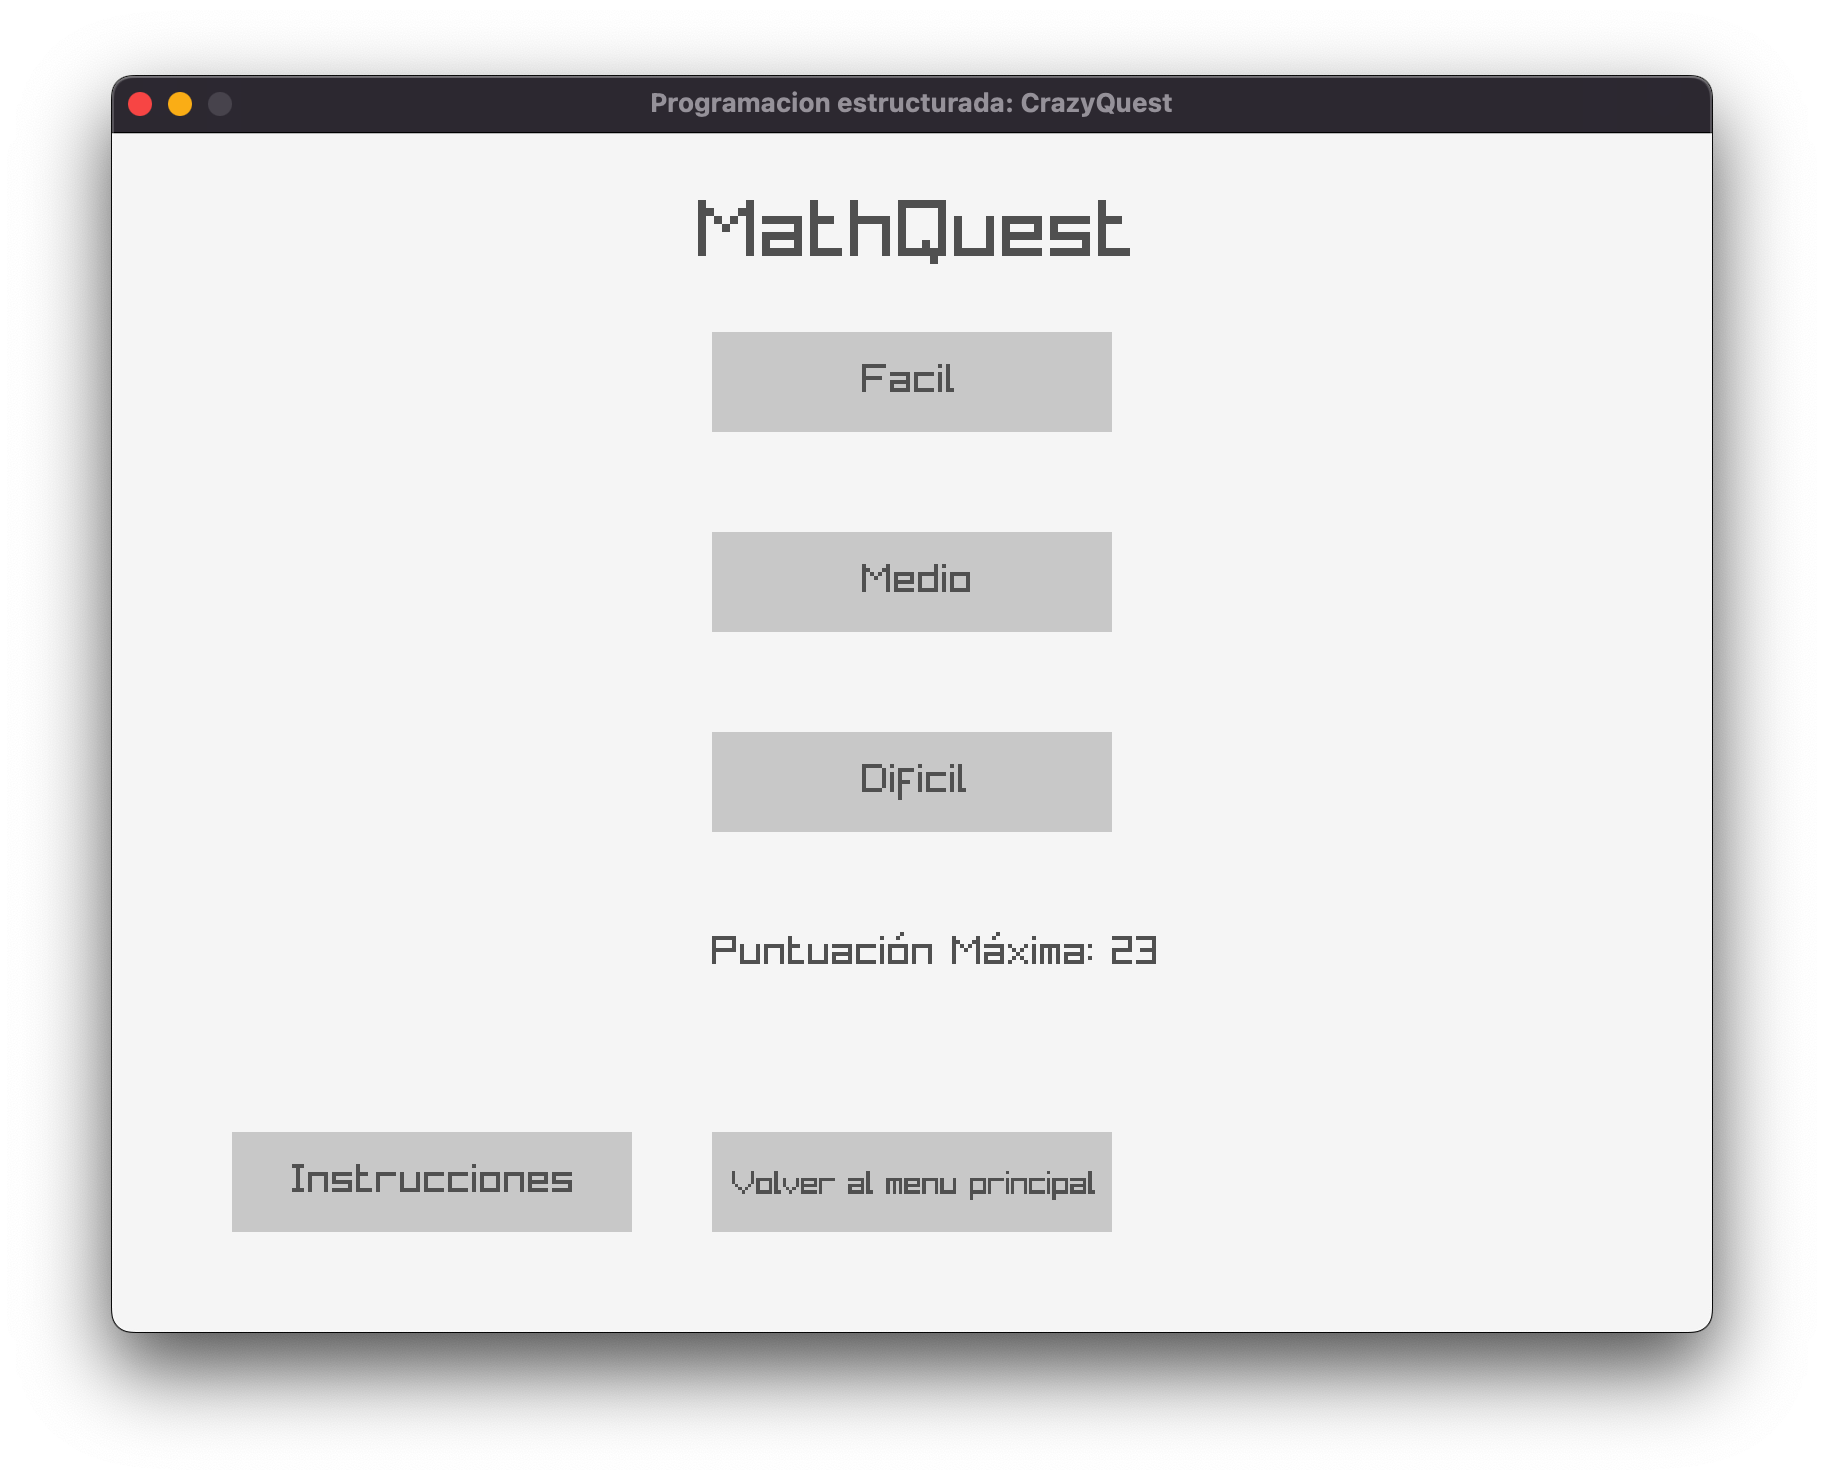 Programacion estructurada: CrazyQuest
MathQuest
Facil
Medio
Dificil
Puntuación Máxima: 23
Instrucciones
Volver al menu principal